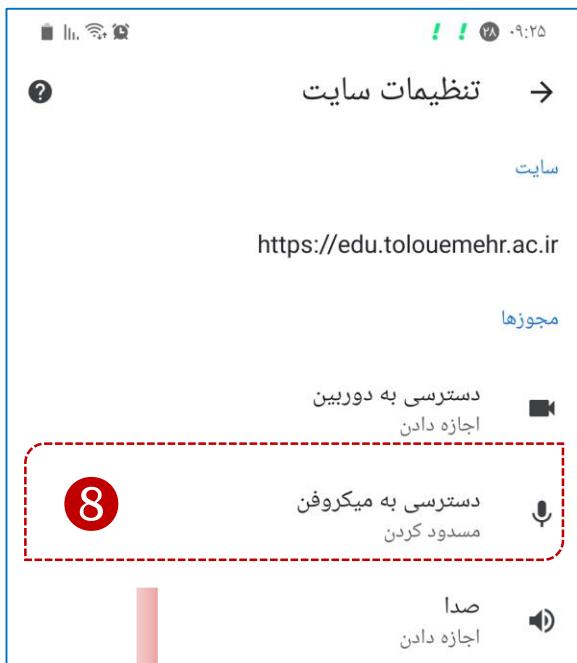 ۰۹:۲۵ ۲۸
تنظیمات سایت
سایت
https://edu.tolouemehr.ac.ir
مجوزها
دسترسی به دوربین
اجازه دادن
دسترسی به میکروفن
مسدود کردن
8
صدا
اجازه دادن